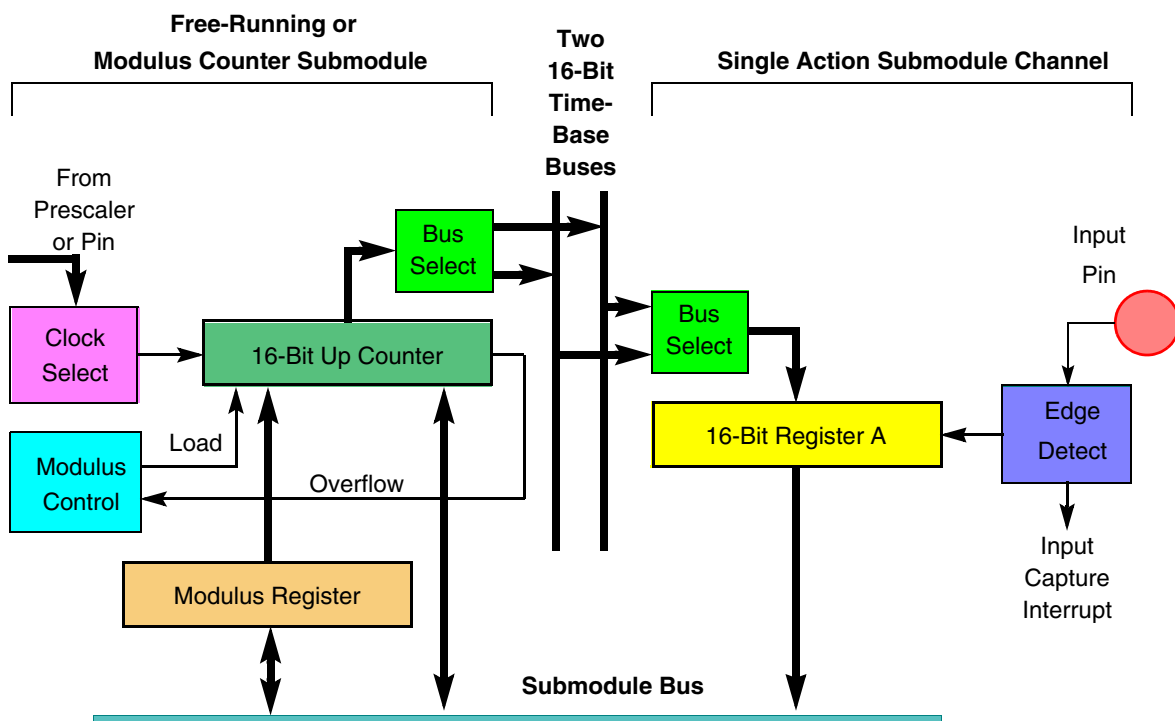 Free-Running or
Modulus Counter Submodule
Two
16-Bit
Time-
Base
Buses
Single Action Submodule Channel
From
Prescaler
or Pin
Bus
Select
Input
Pin
Clock
Select
16-Bit Up Counter
Bus
Select
16-Bit Register A
Edge
Detect
Load
Modulus
Control
Overflow
Input
Capture
Interrupt
Modulus Register
Submodule Bus